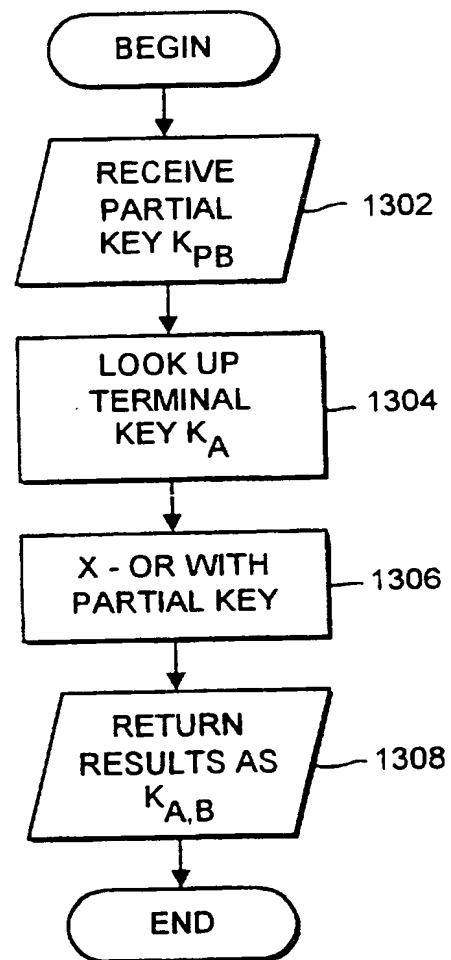 BEGIN
RECEIVE
PARTIAL
KEY K_PB
1302
LOOK UP
TERMINAL
KEY K_A
1304
X - OR WITH
PARTIAL KEY
1306
RETURN
RESULTS AS
K_A,B
1308
END